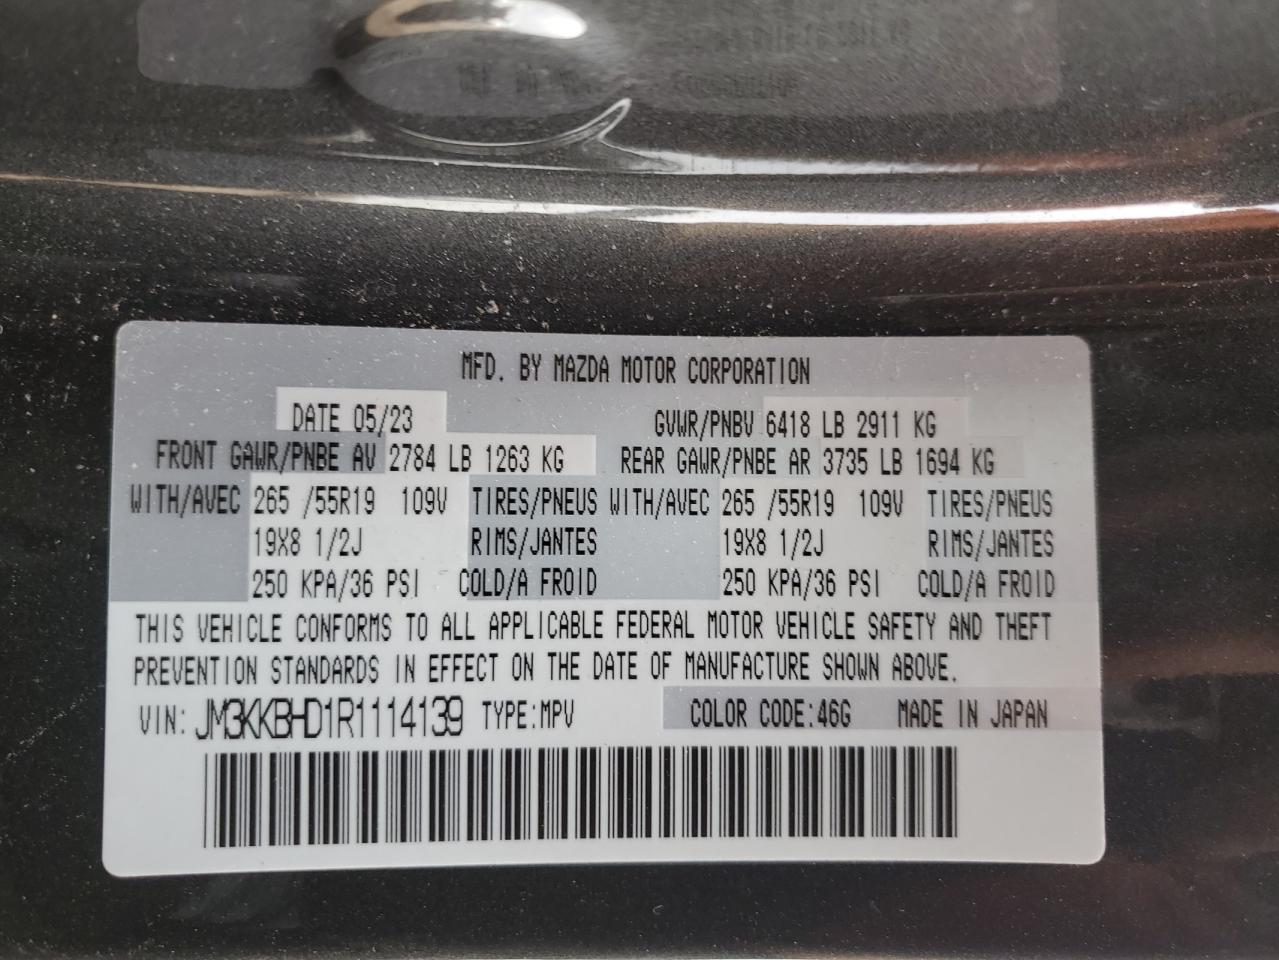 MFD. BY MAZDA MOTOR CORPORATION
DATE 05/23 GVWR/PNBV 6418 LB 2911 KG
FRONT GAWR/PNBE AV 2784 LB 1263 KG REAR GAWR/PNBE AR 3735 LB 1694 KG
WITH/AVEC 265 /55R19 109V TIRES/PNEUS WITH/AVEC 265 /55R19 109V TIRES/PNEUS
19X8 1/2J RIMS/JANTES 19X8 1/2J RIMS/JANTES
250 KPA/36 PSI COLD/A FROID 250 KPA/36 PSI COLD/A FROID
THIS VEHICLE CONFORMS TO ALL APPLICABLE FEDERAL MOTOR VEHICLE SAFETY AND THEFT
PREVENTION STANDARDS IN EFFECT ON THE DATE OF MANUFACTURE SHOWN ABOVE.
VIN: JM3KKBHD1R1114139 TYPE:MPV COLOR CODE:46G MADE IN JAPAN